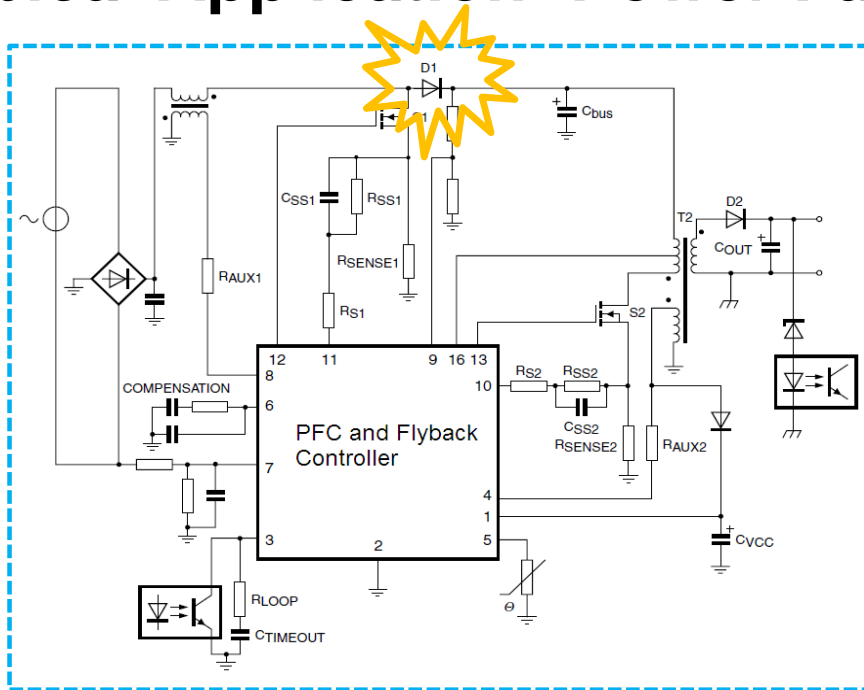 D1
Cbus
CSS1
RSS1
D2
T2
COUT
RSENSE1
RAUX1
RS1
S2
12 11 9 16 13
8
COMPENSATION
6
10
RS2
RSS2
CSS2
RSENSE2
RAUX2
PFC and Flyback
Controller
7
4
1
3
2
5
CVCC
RLOOP
θ
CTIMEOUT